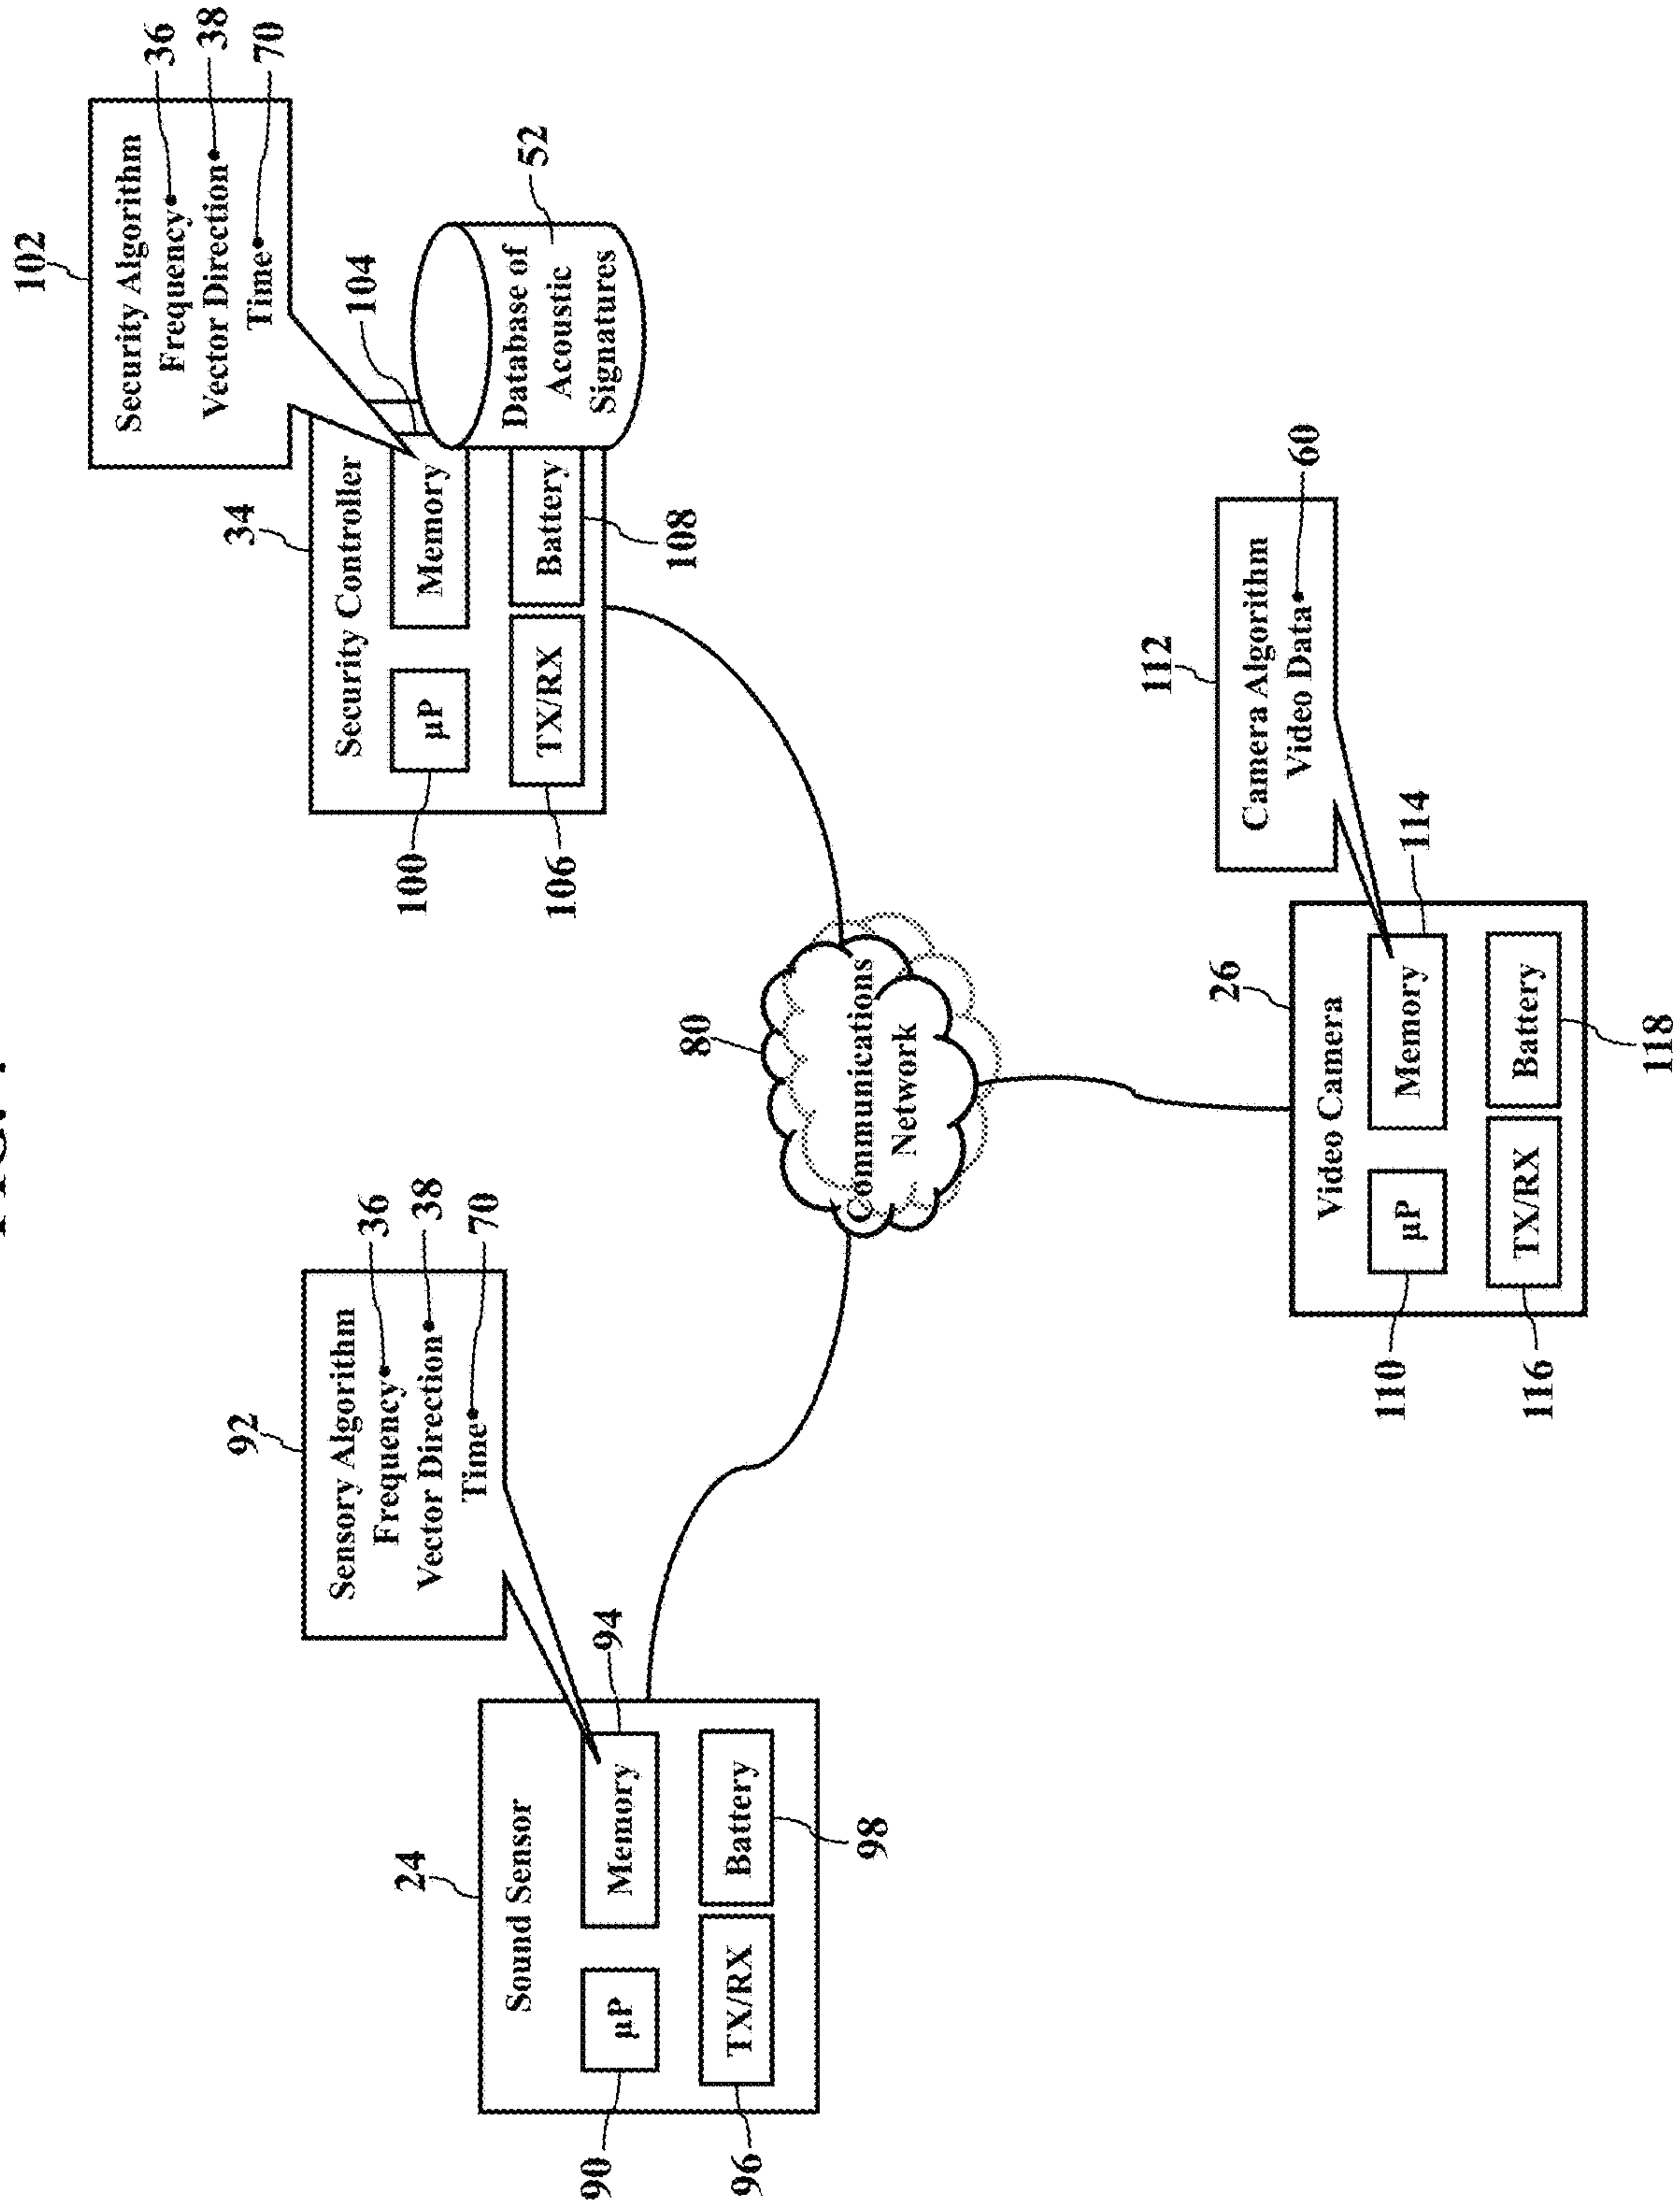 92
Sensory Algorithm
Frequency
Vector Direction
Time
36
38
70
24
Sound Sensor
µP
Memory
TX/RX
Battery
90
94
96
98
102
Security Algorithm
Frequency
Vector Direction
Time
36
38
70
34
Security Controller
µP
Memory
TX/RX
Battery
100
104
106
108
Database of
Acoustic
Signatures
52
80
Communications
Network
112
Camera Algorithm
Video Data
60
26
Video Camera
µP
Memory
TX/RX
Battery
110
114
116
118